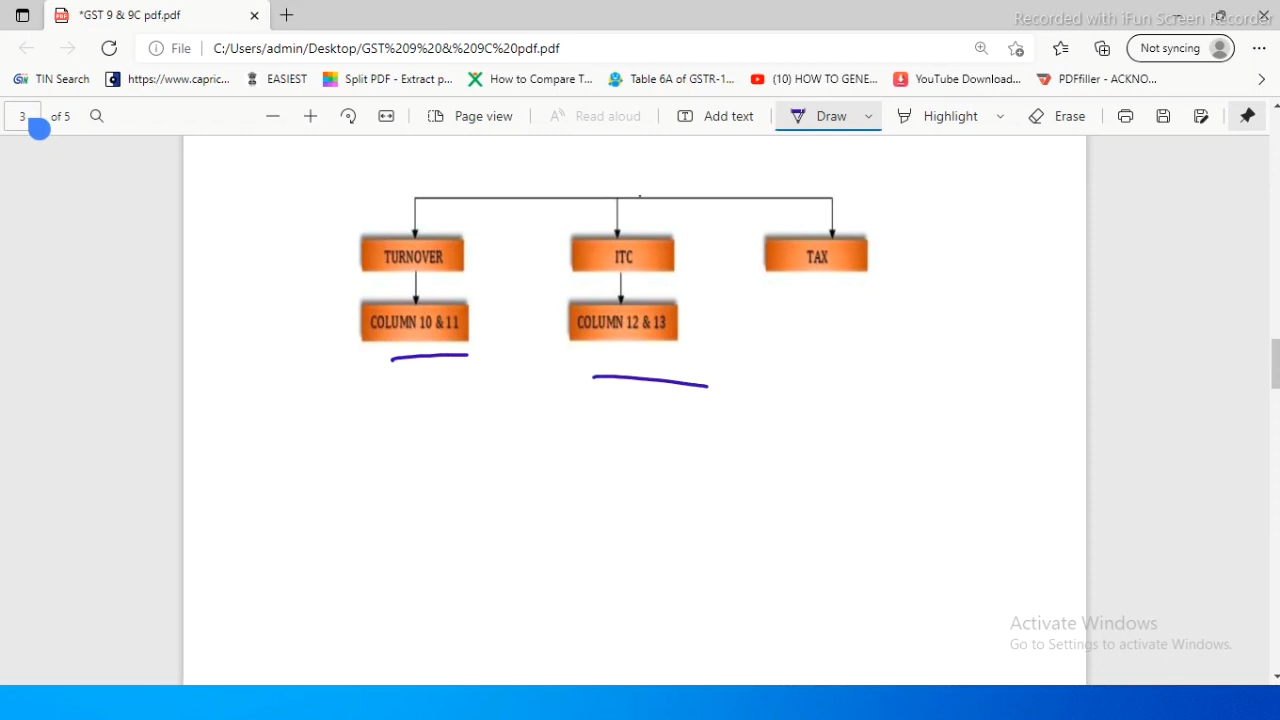 *GST 9 & 9C pdf.pdf
Recorded with iFun Screen Recorder
File C:/Users/admin/Desktop/GST%209%20&%209C%20pdf.pdf Not syncing
TIN Search https://www.capric... EASIEST Split PDF - Extract p... How to Compare T... Table 6A of GSTR-1... (10) HOW TO GENE... YouTube Download... PDFfiller - ACKNO...
3 of 5 Page view Read aloud Add text Draw Highlight Erase
TURNOVER ITC TAX
COLUMN 10 & 11 COLUMN 12 & 13
Activate Windows
Go to Settings to activate Windows.